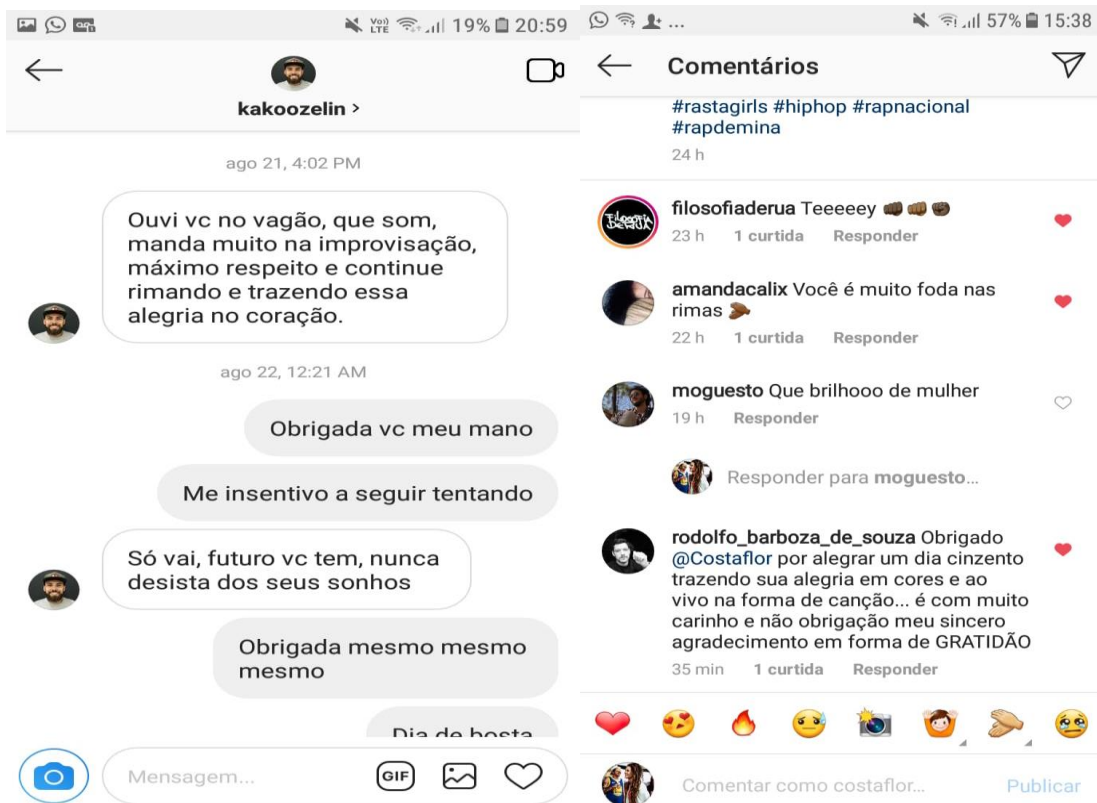 19% 20:59
kakoozelin >
ago 21, 4:02 PM
Ouvi vc no vagão, que som,
manda muito na improvisação,
máximo respeito e continue
rimando e trazendo essa
alegria no coração.
ago 22, 12:21 AM
Obrigada vc meu mano
Me insentivo a seguir tentando
Só vai, futuro vc tem, nunca
desista dos seus sonhos
Obrigada mesmo mesmo
mesmo
Dia de bosta
Mensagem...
GIF
... 57% 15:38
Comentários
#rastagirls #hiphop #rapnacional
#rapdemina
24 h
filosofiaderua Teeeeey ✊🏿✊🏽✊🏿
23 h 1 curtida Responder
amandacalix Você é muito foda nas
rimas 👏🏾
22 h 1 curtida Responder
moguesto Que brilhooo de mulher
19 h Responder
Responder para moguesto...
rodolfo_barboza_de_souza Obrigado
@Costaflor por alegrar um dia cinzento
trazendo sua alegria em cores e ao
vivo na forma de canção... é com muito
carinho e não obrigação meu sincero
agradecimento em forma de GRATIDÃO
35 min 1 curtida Responder
Comentar como costaflor...
Publicar